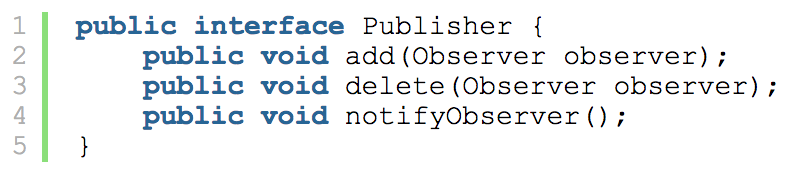 1 public interface Publisher {
2     public void add(Observer observer);
3     public void delete(Observer observer);
4     public void notifyObserver();
5 }